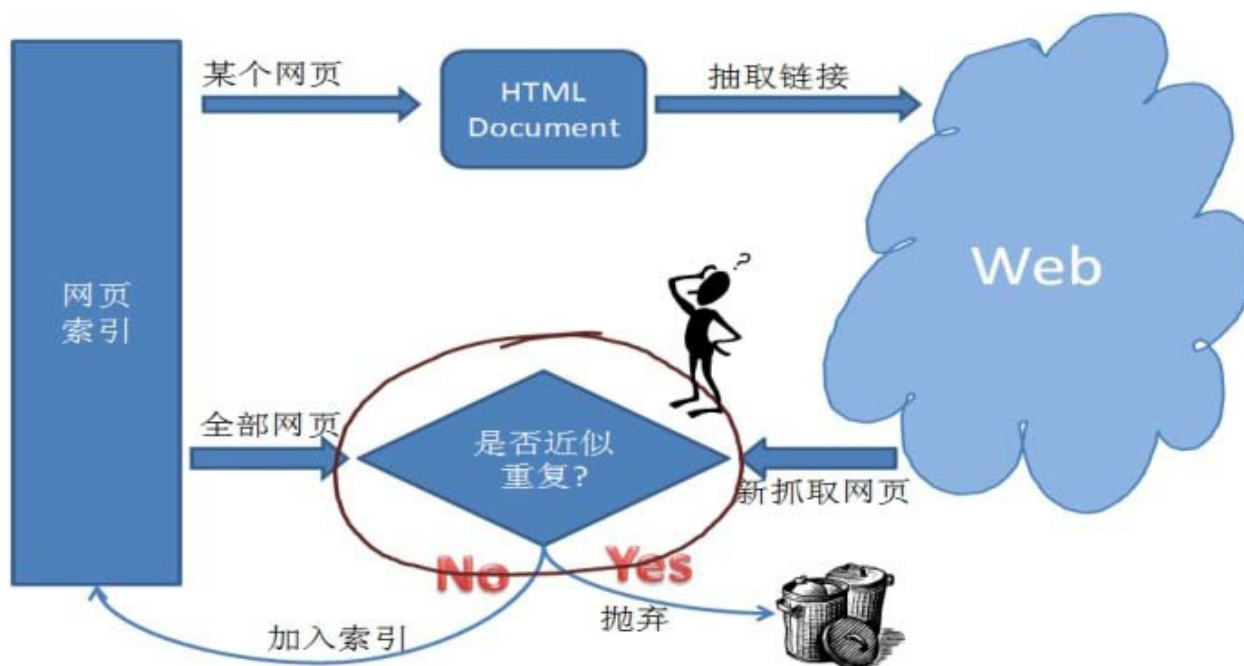 某个网页
HTML
Document
抽取链接
Web
网页
索引
?
全部网页
是否近似
重复?
新抓取网页
No
Yes
抛弃
加入索引